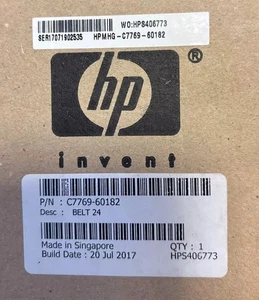 WO:HPS406773
SER17071902535 HPMHG-C7769-60182
hp
invent
P/N : C7769-60182
Desc : BELT 24
Made in Singapore
Build Date : 20 Jul 2017
QTY : 1
HPS406773